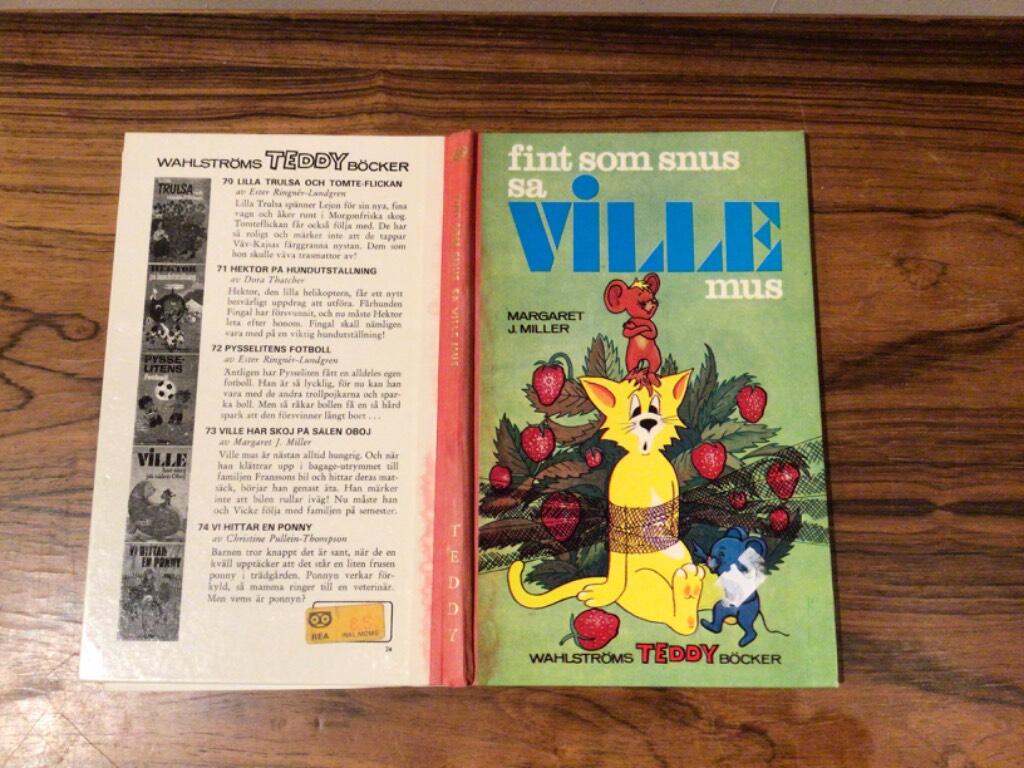 WAHLSTRÖMS TEDDY BÖCKER
TRULSA
HEKTOR
PYSSE-
LITENS
ViLLE
VI HITTAR
EN PONNY
70 LILLA TRULSA OCH TOMTE-FLICKAN
av Ester Ringnér-Lundgren
Lilla Trulsa spänner Lejon för sin nya, fina
vagn och åker runt i Morgonfriska skog.
Tomteflickan får också följa med. De har
så roligt och märker inte att de tappar
Väv-Kajsas färggranna nystan. Dem som
hon skulle väva trasmattor av!
71 HEKTOR PÅ HUNDUTSTÄLLNING
av Dora Thatcher
Hektor, den lilla helikoptern, får ett nytt
besvärligt uppdrag att utföra. Fårhunden
Fingal har försvunnit, och nu måste Hektor
leta efter honom. Fingal skall nämligen
vara med på en viktig hundutställning!
72 PYSSELITENS FOTBOLL
av Ester Ringnér-Lundgren
Äntligen har Pysseliten fått en alldeles egen
fotboll. Han är så lycklig, för nu kan han
vara med de andra trollpojkarna och spar-
ka boll. Men så råkar bollen få en så hård
spark att den försvinner långt bort . . .
73 VILLE HAR SKOJ PÅ SALEN OBOJ
av Margaret J. Miller
Ville mus är nästan alltid hungrig. Och när
han klättrar upp i bagage-utrymmet till
familjen Franssons bil och hittar deras mat-
säck, börjar han genast äta. Han märker
inte att bilen rullar iväg! Nu måste han
och Vicke följa med familjen på semester.
74 VI HITTAR EN PONNY
av Christine Pullein-Thompson
Barnen tror knappt det är sant, när de en
kväll upptäcker att det står en liten frusen
ponny i trädgården. Ponnyn verkar för-
kyld, så mamma ringer till en veterinär.
Men vems är ponnyn?
REA
8.5
INKL MOMS
74
TEDDY
fint som snus
sa
ViLLE
mus
MARGARET
J. MILLER
WAHLSTRÖMS TEDDY BÖCKER